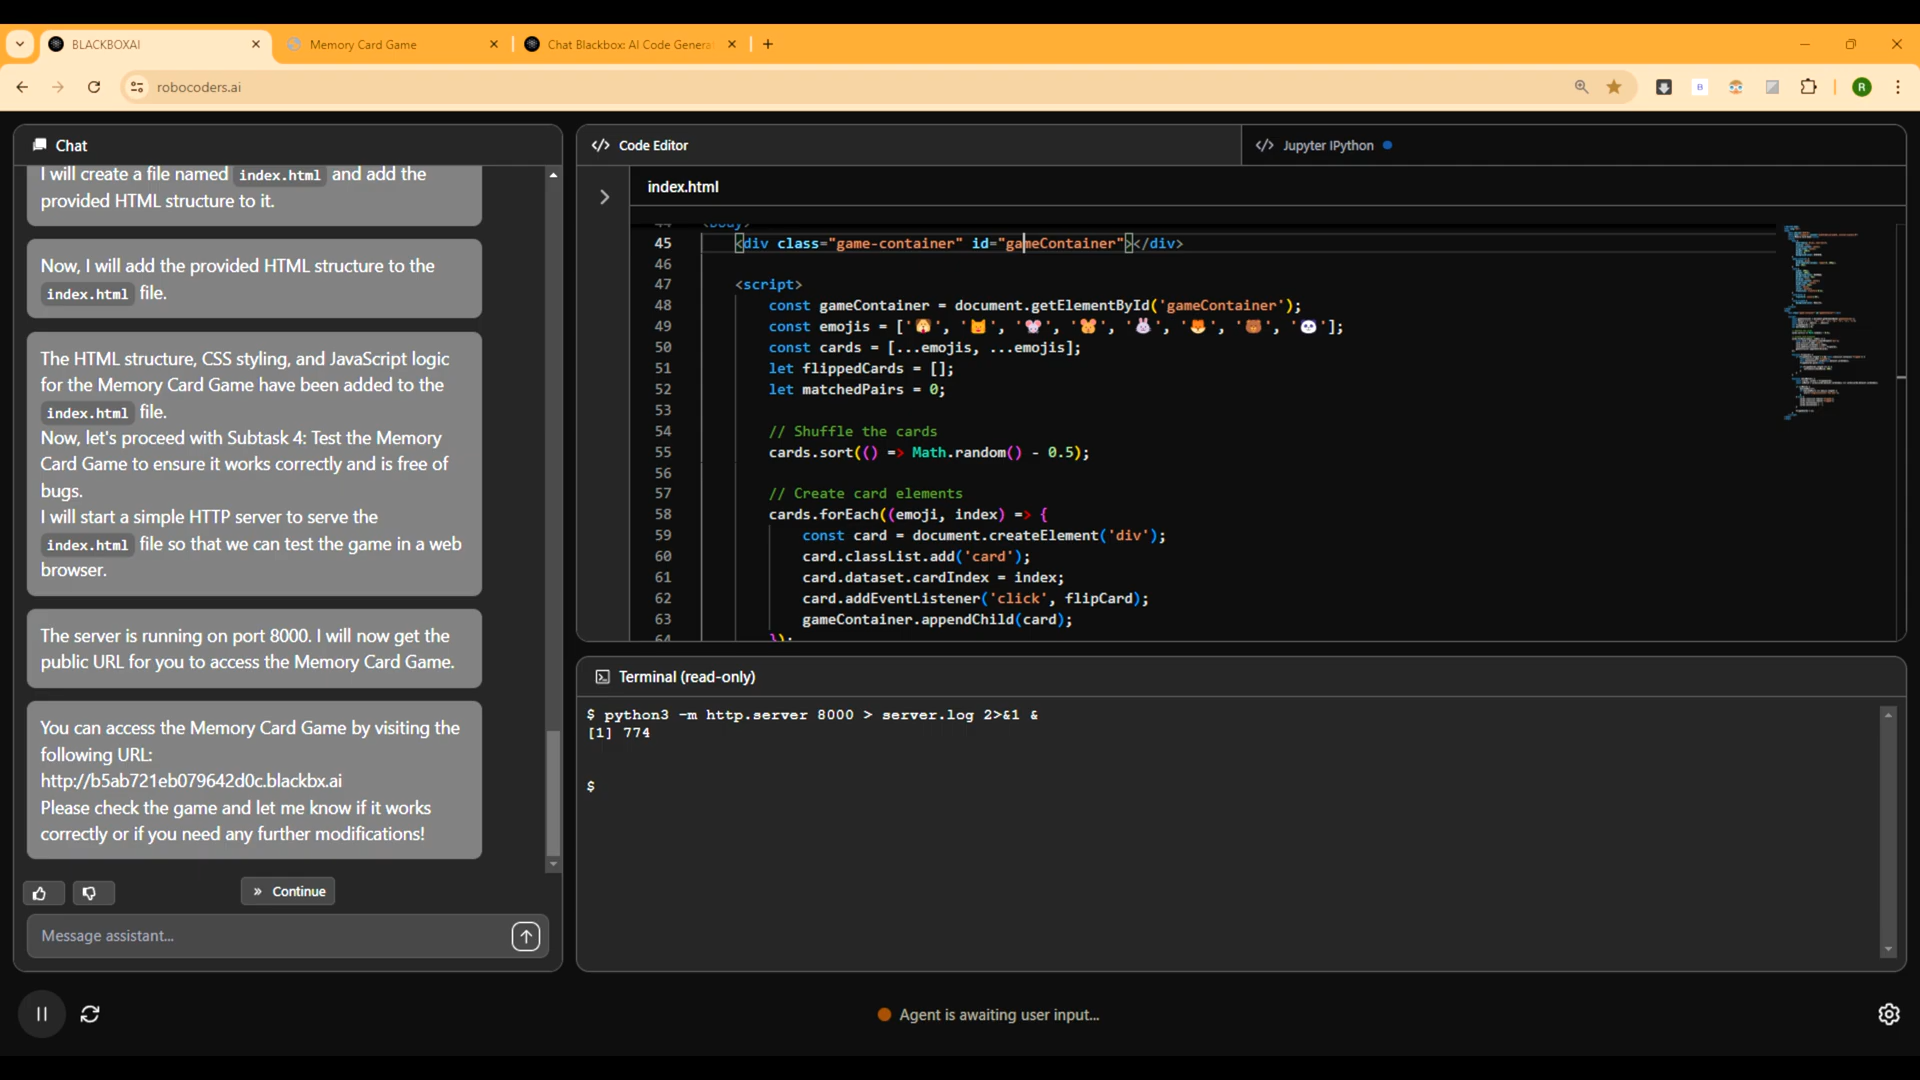 BLACKBOXAI
Memory Card Game
Chat Blackbox: AI Code Genera
robocoders.ai
B
R
Chat
I will create a file named index.html and add the
provided HTML structure to it.
Now, I will add the provided HTML structure to the
index.html file.
The HTML structure, CSS styling, and JavaScript logic
for the Memory Card Game have been added to the
index.html file.
Now, let's proceed with Subtask 4: Test the Memory
Card Game to ensure it works correctly and is free of
bugs.
I will start a simple HTTP server to serve the
index.html file so that we can test the game in a web
browser.
The server is running on port 8000. I will now get the
public URL for you to access the Memory Card Game.
You can access the Memory Card Game by visiting the
following URL:
http://b5ab721eb079642d0c.blackbx.ai
Please check the game and let me know if it works
correctly or if you need any further modifications!
» Continue
Message assistant...
</> Code Editor
</> Jupyter IPython
index.html
44 <body>
45 <div class="game-container" id="gameContainer"></div>
46
47 <script>
48 const gameContainer = document.getElementById('gameContainer');
49 const emojis = ['🐶', '🐱', '🐭', '🐹', '🐰', '🦊', '🐻', '🐼'];
50 const cards = [...emojis, ...emojis];
51 let flippedCards = [];
52 let matchedPairs = 0;
53
54 // Shuffle the cards
55 cards.sort(() => Math.random() - 0.5);
56
57 // Create card elements
58 cards.forEach((emoji, index) => {
59 const card = document.createElement('div');
60 card.classList.add('card');
61 card.dataset.cardIndex = index;
62 card.addEventListener('click', flipCard);
63 gameContainer.appendChild(card);
64 });
Terminal (read-only)
$ python3 -m http.server 8000 > server.log 2>&1 &
[1] 774
$
Agent is awaiting user input...